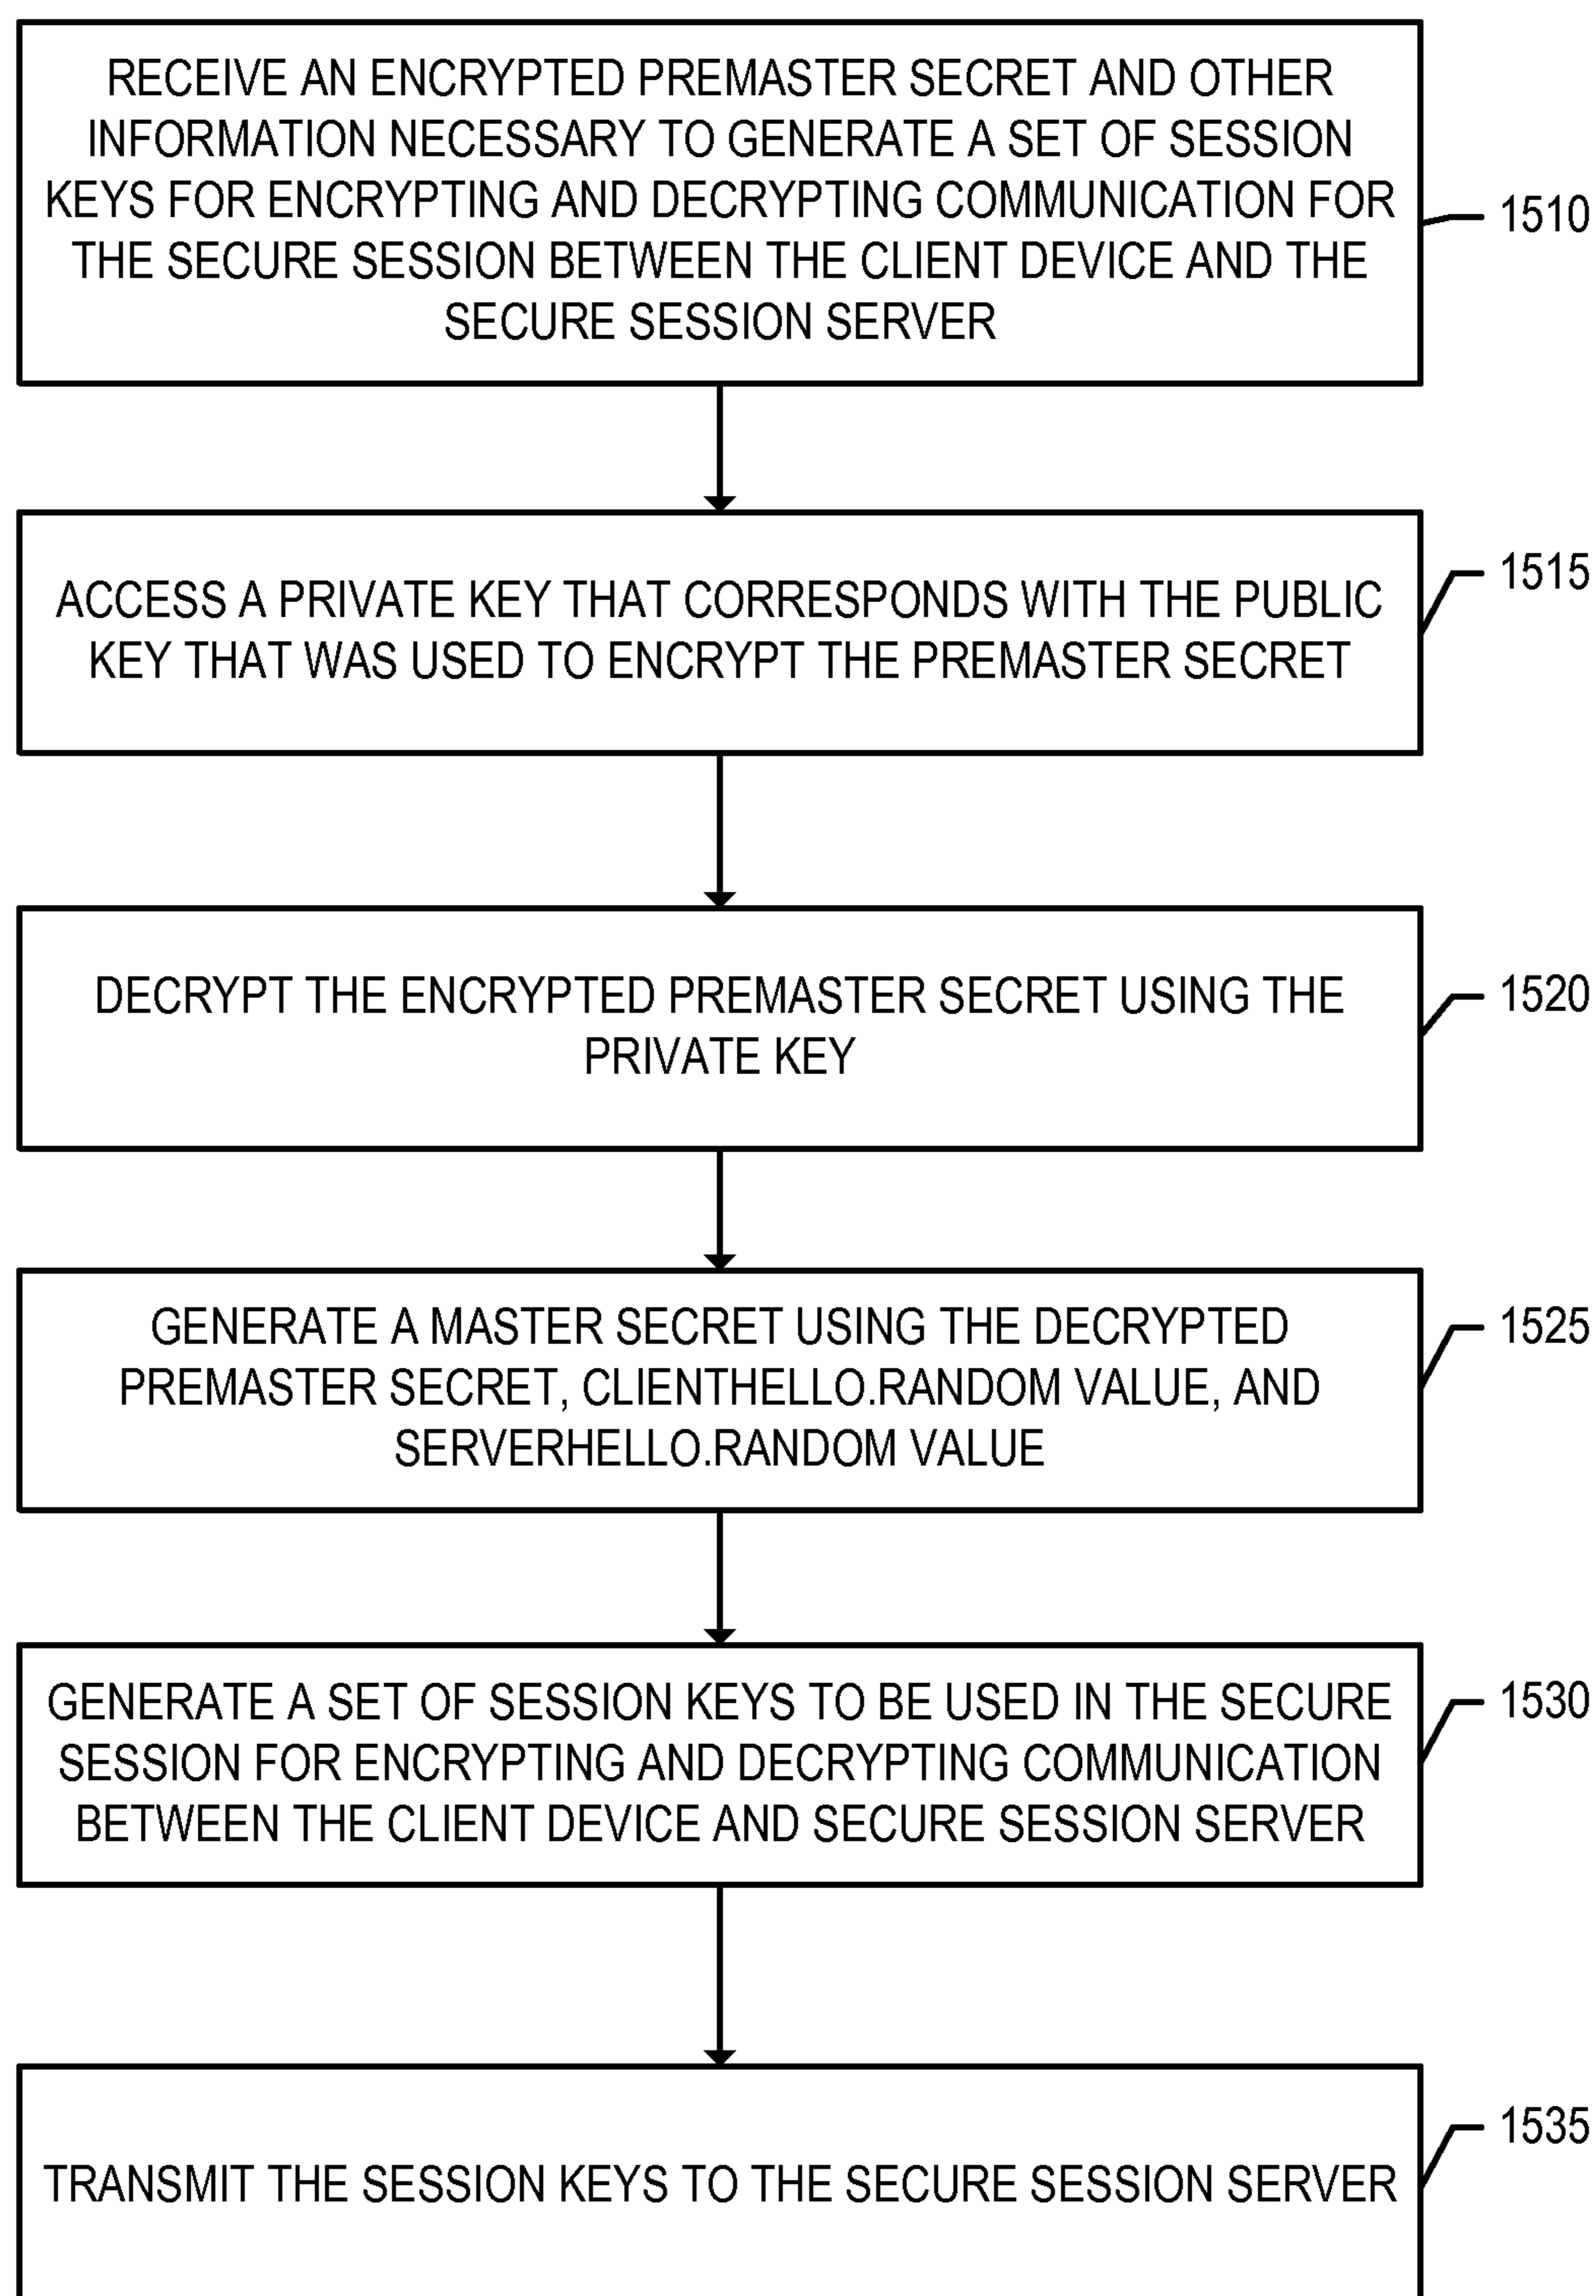 RECEIVE AN ENCRYPTED PREMASTER SECRET AND OTHER
INFORMATION NECESSARY TO GENERATE A SET OF SESSION
KEYS FOR ENCRYPTING AND DECRYPTING COMMUNICATION FOR
THE SECURE SESSION BETWEEN THE CLIENT DEVICE AND THE
SECURE SESSION SERVER
1510
ACCESS A PRIVATE KEY THAT CORRESPONDS WITH THE PUBLIC
KEY THAT WAS USED TO ENCRYPT THE PREMASTER SECRET
1515
DECRYPT THE ENCRYPTED PREMASTER SECRET USING THE
PRIVATE KEY
1520
GENERATE A MASTER SECRET USING THE DECRYPTED
PREMASTER SECRET, CLIENTHELLO.RANDOM VALUE, AND
SERVERHELLO.RANDOM VALUE
1525
GENERATE A SET OF SESSION KEYS TO BE USED IN THE SECURE
SESSION FOR ENCRYPTING AND DECRYPTING COMMUNICATION
BETWEEN THE CLIENT DEVICE AND SECURE SESSION SERVER
1530
TRANSMIT THE SESSION KEYS TO THE SECURE SESSION SERVER
1535